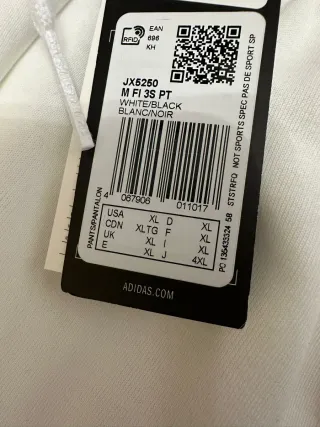 RFID
EAN
696
KH
JX5250
M FI 3S PT
WHITE/BLACK
BLANC/NOIR
4 067906 011017
USA XL D XL
CDN XLTG F XL
UK XL I XL
E XL J 4XL
PANTS/PANTALON
PO 136433324 5B STSTRFQ NOT SPORTS SPEC PAS DE SPORT SP
ADIDAS.COM